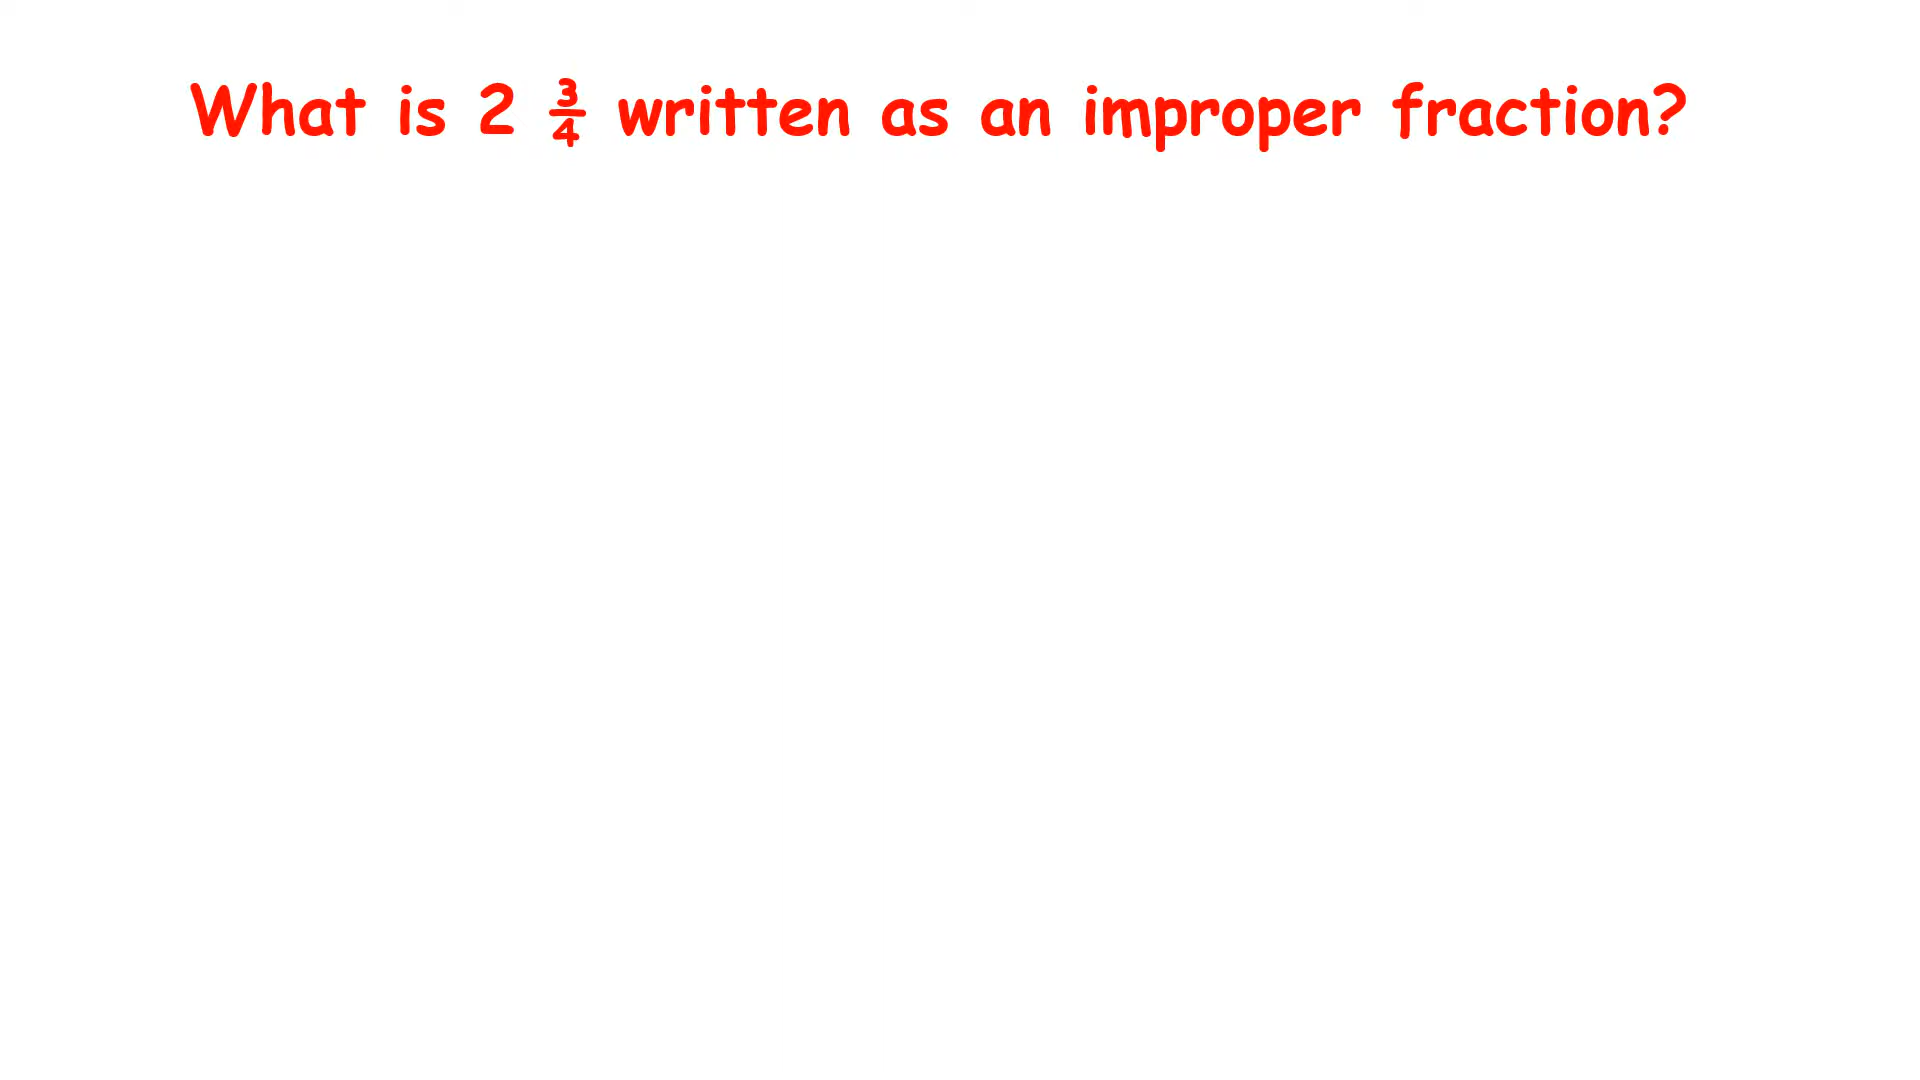 What is 2 ¾ written as an improper fraction?